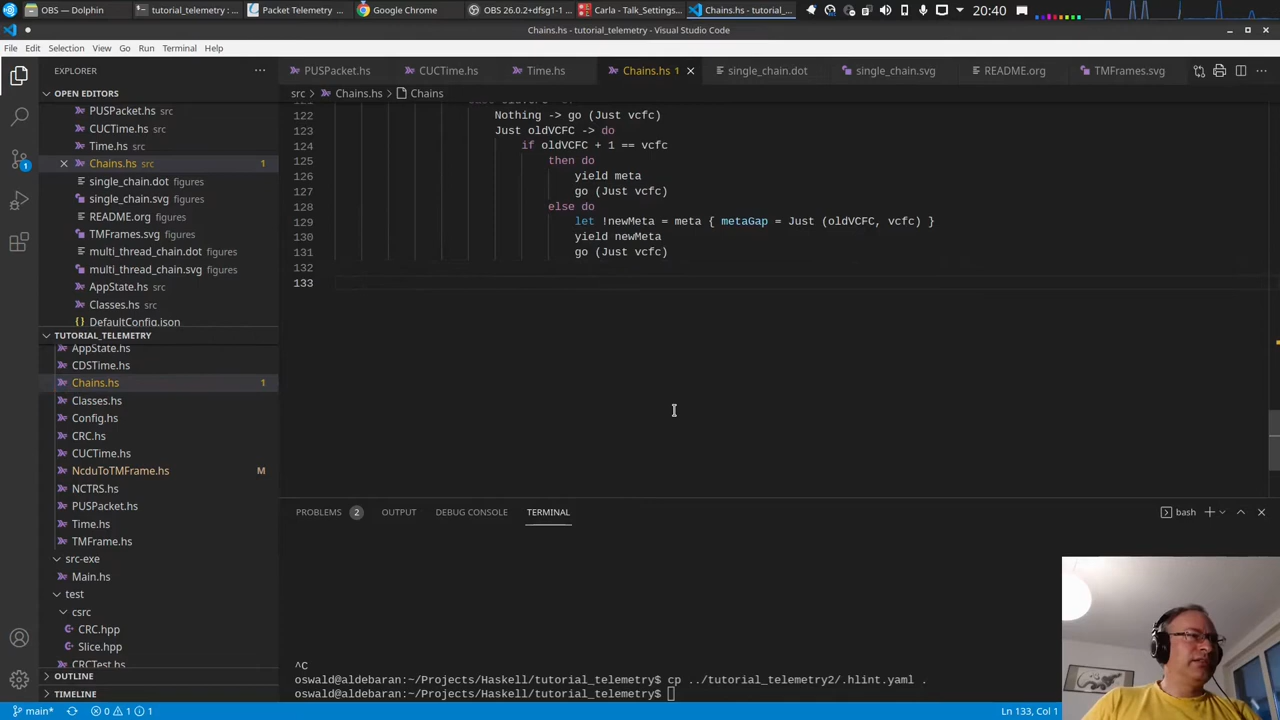 OBS — Dolphin
tutorial_telemetry : ...
Packet Telemetry ...
Google Chrome
OBS 26.0.2+dfsg1-1 ...
Carla - Talk_Settings...
Chains.hs - tutorial_...
20:40
Chains.hs - tutorial_telemetry - Visual Studio Code
File Edit Selection View Go Run Terminal Help
EXPLORER
PUSPacket.hs
CUCTime.hs
Time.hs
Chains.hs 1
single_chain.dot
single_chain.svg
README.org
TMFrames.svg
OPEN EDITORS
src > Chains.hs > Chains
PUSPacket.hs src
CUCTime.hs src
Time.hs src
Chains.hs src 1
single_chain.dot figures
single_chain.svg figures
README.org figures
TMFrames.svg figures
multi_thread_chain.dot figures
multi_thread_chain.svg figures
AppState.hs src
Classes.hs src
DefaultConfig.json
TUTORIAL_TELEMETRY
AppState.hs
CDSTime.hs
Chains.hs 1
Classes.hs
Config.hs
CRC.hs
CUCTime.hs
NcduToTMFrame.hs M
NCTRS.hs
PUSPacket.hs
Time.hs
TMFrame.hs
src-exe
Main.hs
test
csrc
CRC.hpp
Slice.hpp
CRCTest.hs
OUTLINE
TIMELINE
122 Nothing -> go (Just vcfc)
123 Just oldVCFC -> do
124 if oldVCFC + 1 == vcfc
125 then do
126 yield meta
127 go (Just vcfc)
128 else do
129 let !newMeta = meta { metaGap = Just (oldVCFC, vcfc) }
130 yield newMeta
131 go (Just vcfc)
132
133
PROBLEMS 2 OUTPUT DEBUG CONSOLE TERMINAL
bash
^C
oswald@aldebaran:~/Projects/Haskell/tutorial_telemetry$ cp ../tutorial_telemetry2/.hlint.yaml .
oswald@aldebaran:~/Projects/Haskell/tutorial_telemetry$
main* 0 1 1
Ln 133, Col 1